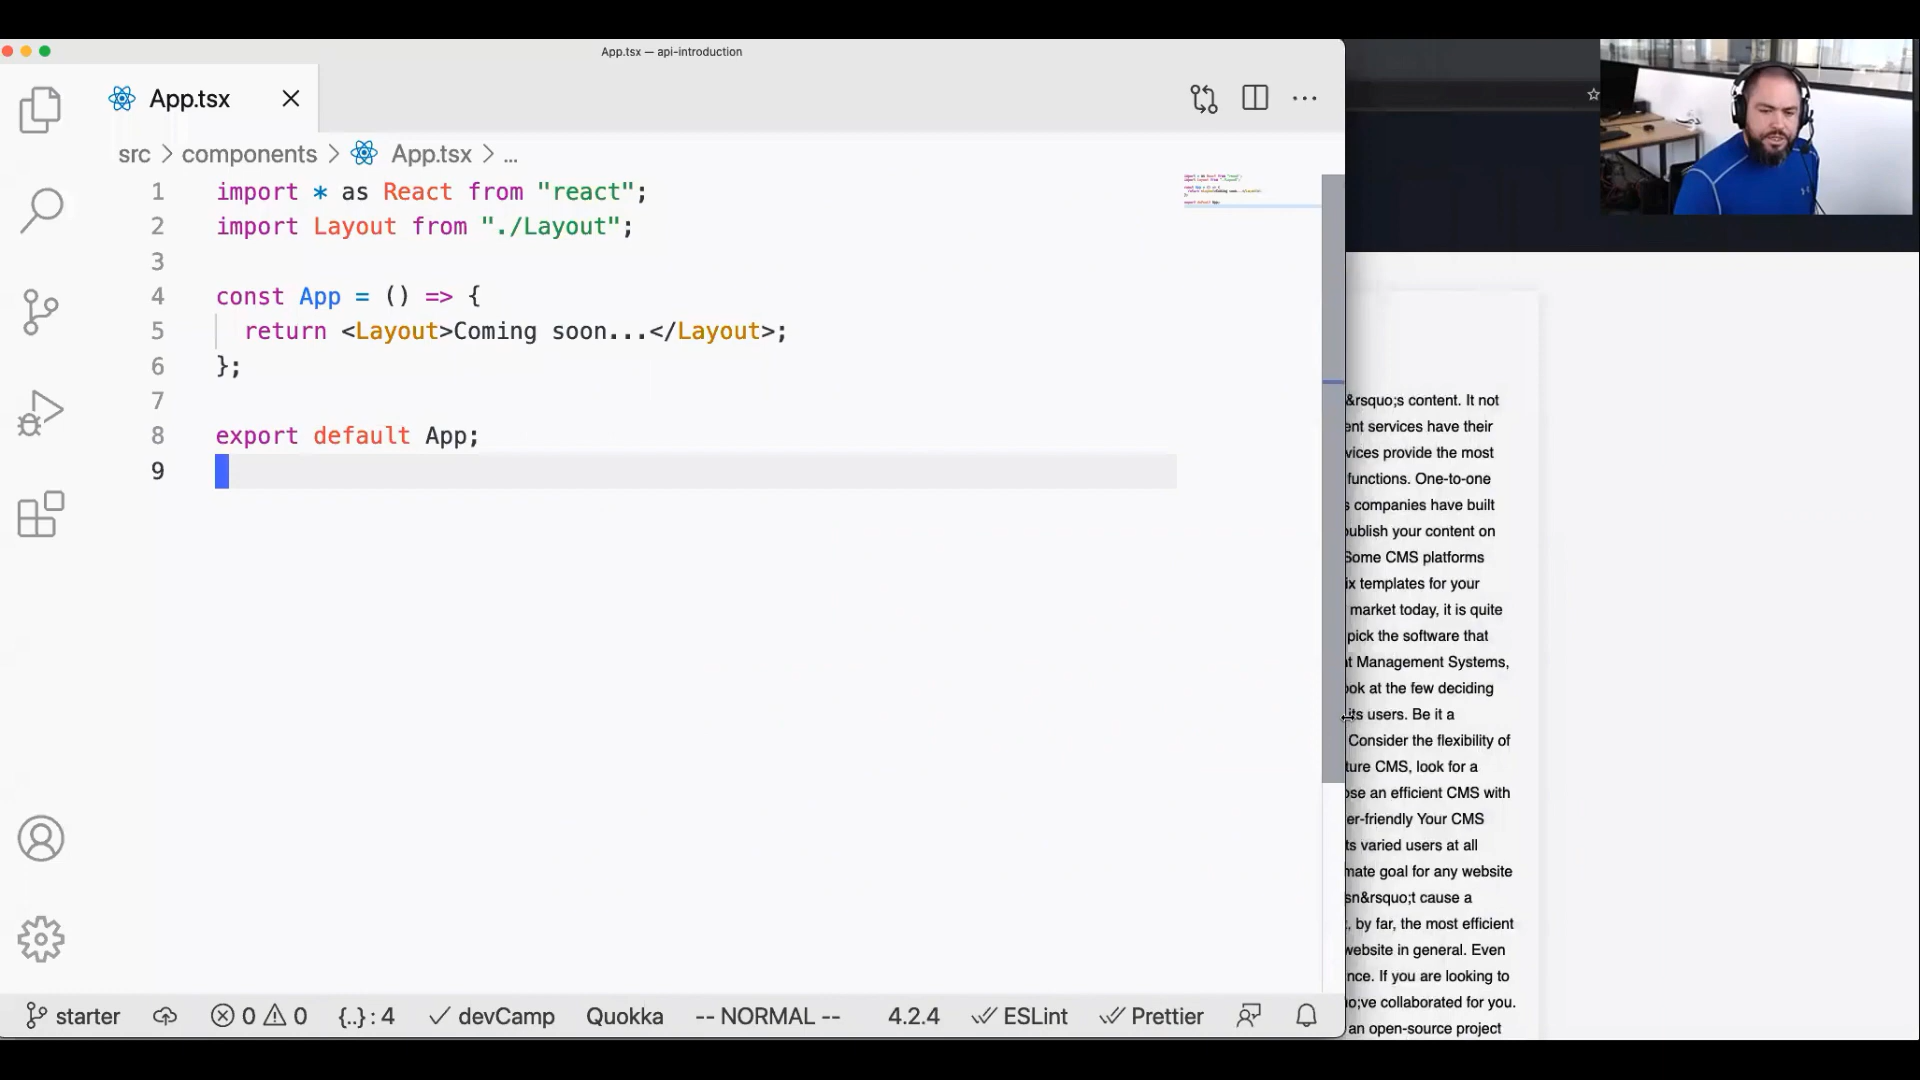 App.tsx — api-introduction
App.tsx
src > components > App.tsx > ...
1 import * as React from "react";
2 import Layout from "./Layout";
3
4 const App = () => {
5 return <Layout>Coming soon...</Layout>;
6 };
7
8 export default App;
9
&rsquo;s content. It not
ent services have their
vices provide the most
functions. One-to-one
s companies have built
publish your content on
Some CMS platforms
ix templates for your
market today, it is quite
pick the software that
nt Management Systems,
ook at the few deciding
its users. Be it a
Consider the flexibility of
ture CMS, look for a
ose an efficient CMS with
er-friendly Your CMS
ts varied users at all
mate goal for any website
sn&rsquo;t cause a
, by far, the most efficient
website in general. Even
nce. If you are looking to
o;ve collaborated for you.
an open-source project
starter 0 0 {..} : 4 devCamp Quokka -- NORMAL -- 4.2.4 ESLint Prettier